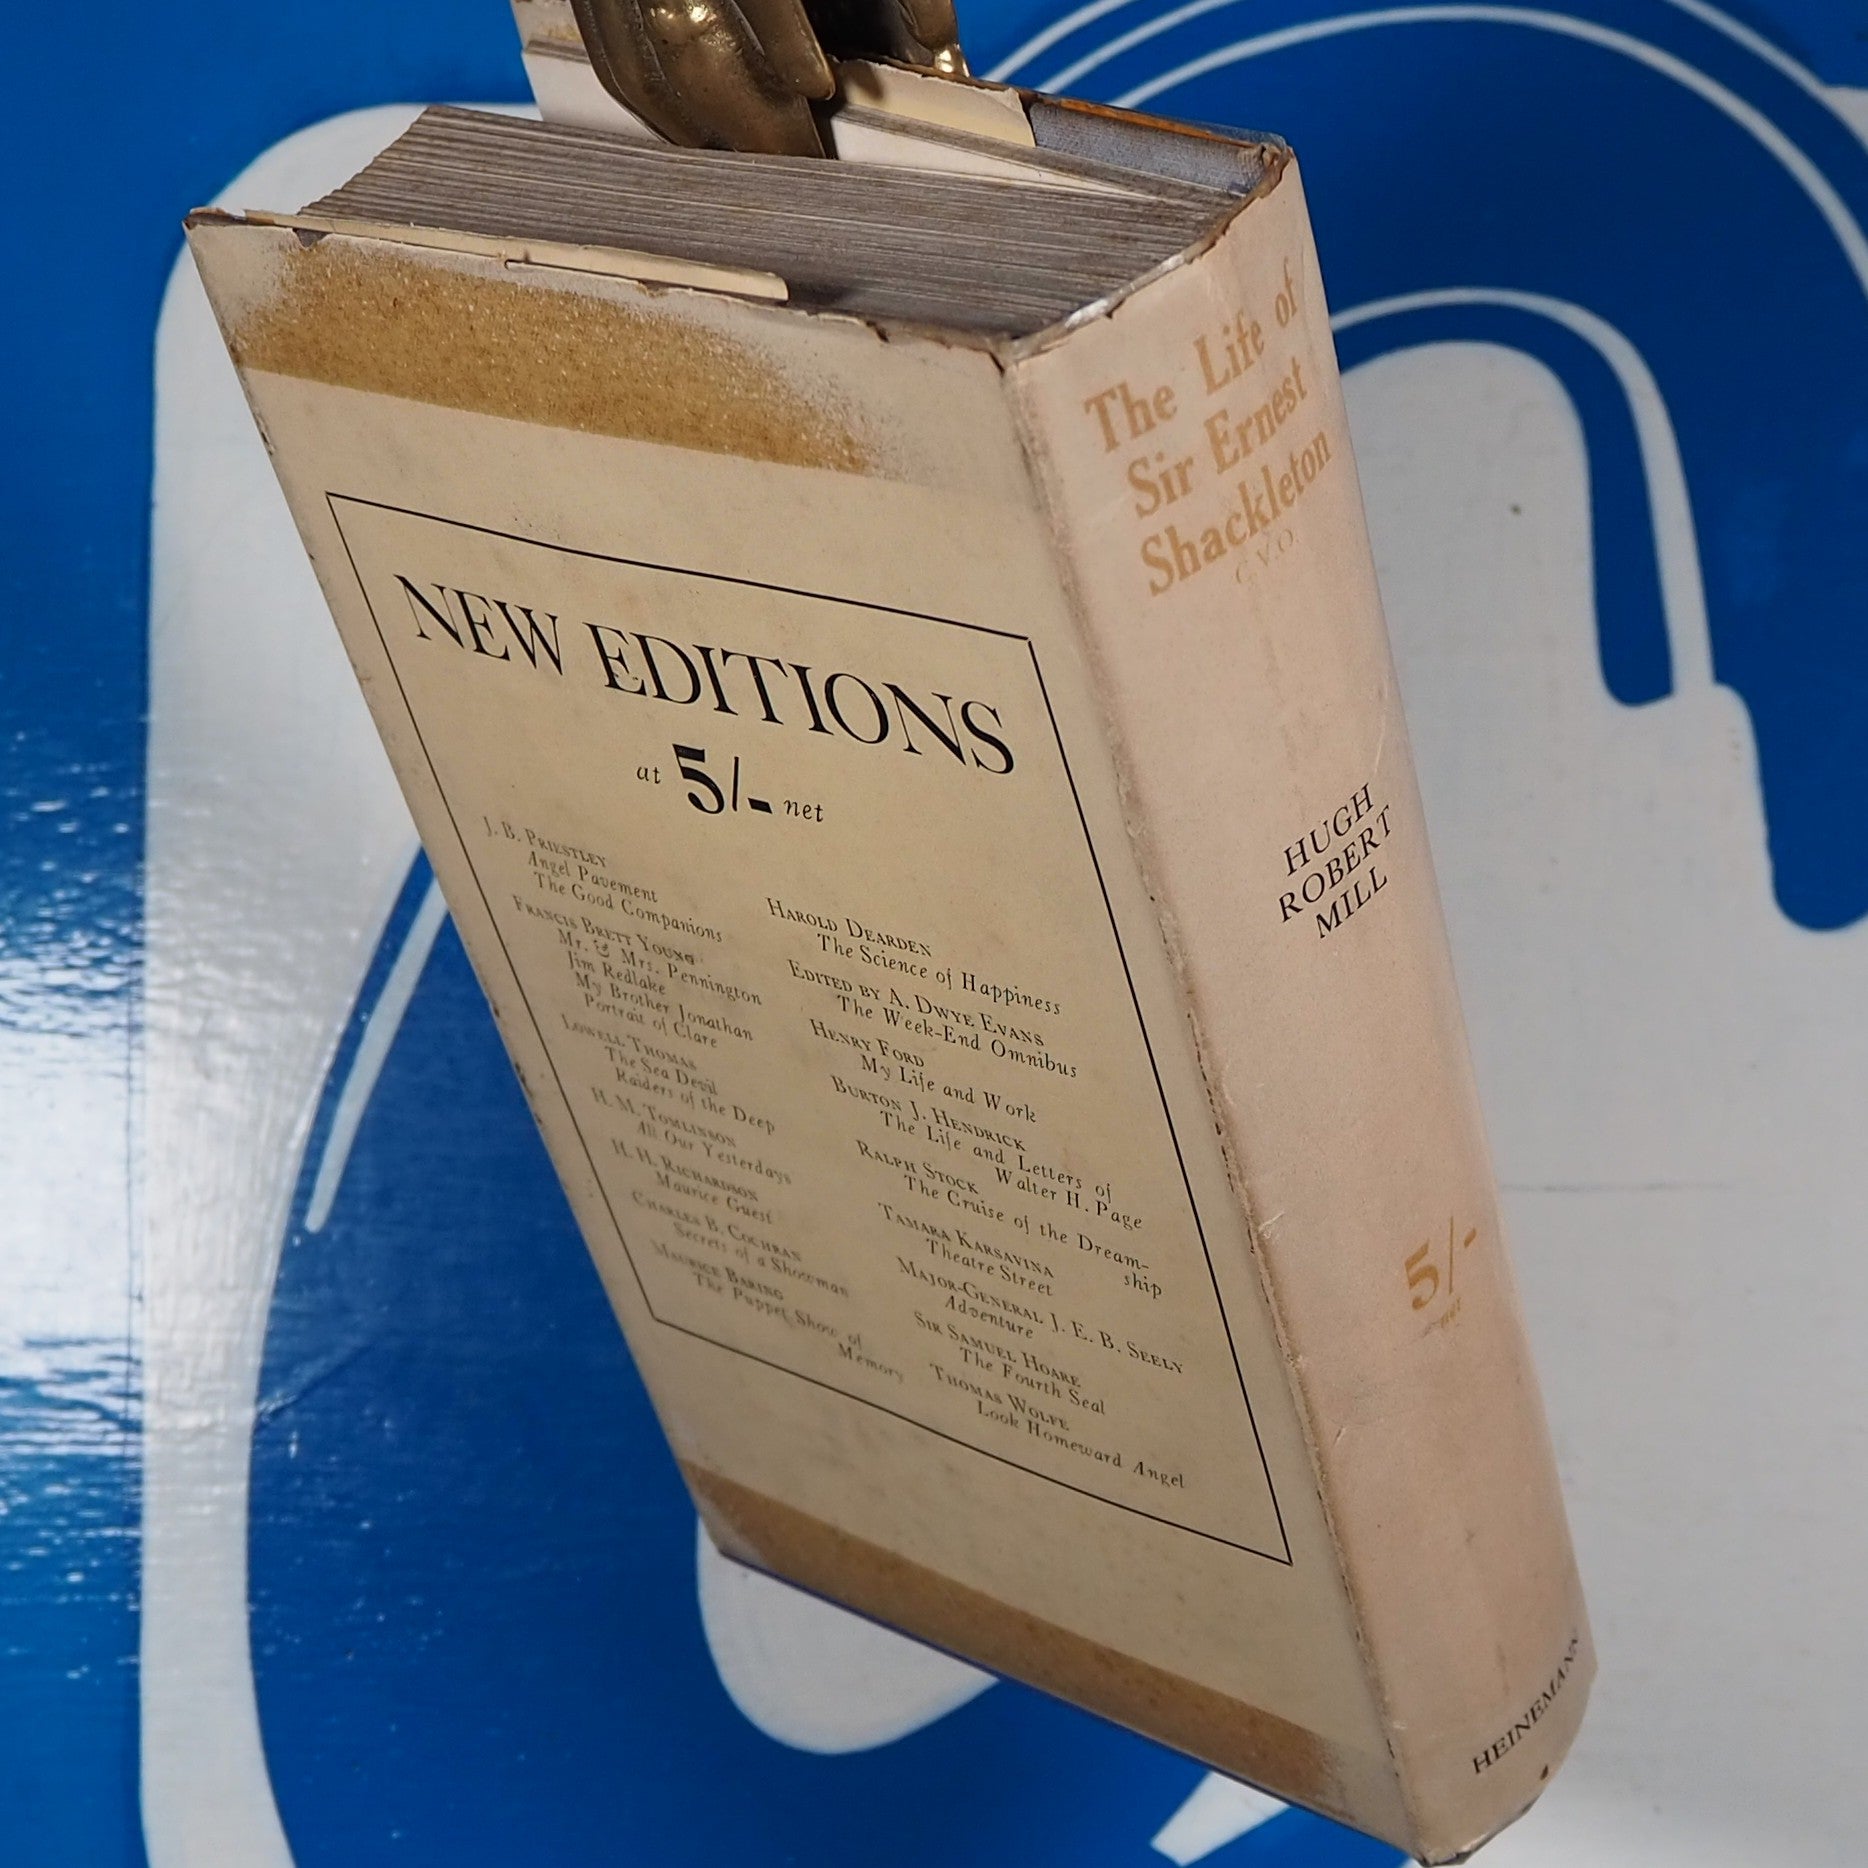 NEW EDITIONS
at 5/- net
J. B. PRIESTLEY
Angel Pavement
The Good Companions
FRANCIS BRETT YOUNG
Mr. & Mrs. Pennington
Jim Redlake
My Brother Jonathan
Portrait of Clare
LOWELL THOMAS
The Sea Devil
Raiders of the Deep
H. M. TOMLINSON
All Our Yesterdays
H. H. RICHARDSON
Maurice Guest
CHARLES B. COCHRAN
Secrets of a Showman
MAURICE BARING
The Puppet Show of
Memory
HAROLD DEARDEN
The Science of Happiness
EDITED BY A. DWYE EVANS
The Week-End Omnibus
HENRY FORD
My Life and Work
BURTON J. HENDRICK
The Life and Letters of
Walter H. Page
RALPH STOCK
The Cruise of the Dream-
ship
TAMARA KARSAVINA
Theatre Street
MAJOR-GENERAL J. E. B. SEELY
Adventure
SIR SAMUEL HOARE
The Fourth Seal
THOMAS WOLFE
Look Homeward Angel
The Life of
Sir Ernest
Shackleton
C.V.O.
HUGH
ROBERT
MILL
5/-
net
HEINEMANN